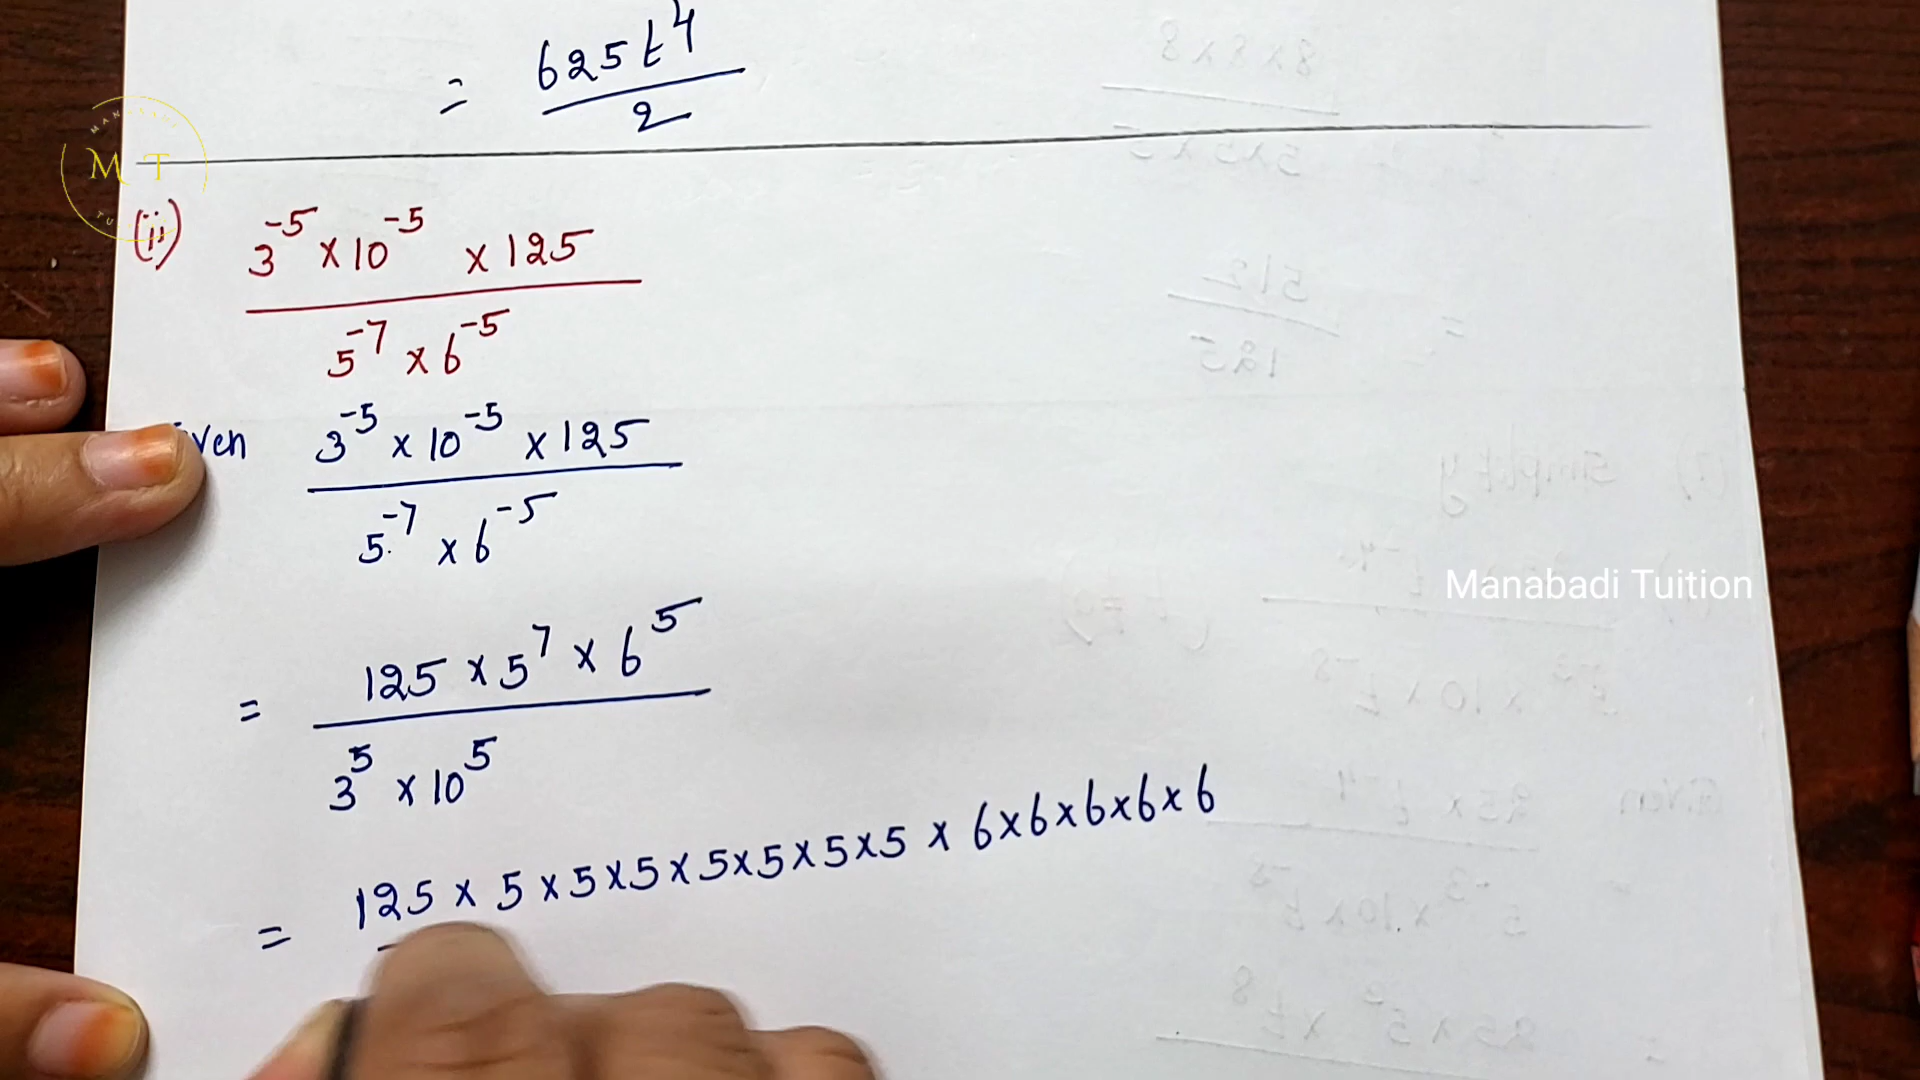 = 625t⁴
2
MANABADI
M T
(ii) 3⁻⁵ × 10⁻⁵ × 125
5⁻⁷ × 6⁻⁵
3⁻⁵ × 10⁻⁵ × 125
5⁻⁷ × 6⁻⁵
Manabadi Tuition
= 125 × 5⁷ × 6⁵
3⁵ × 10⁵
= 125 × 5 × 5 × 5 × 5 × 5 × 5 × 5 × 6 × 6 × 6 × 6 × 6